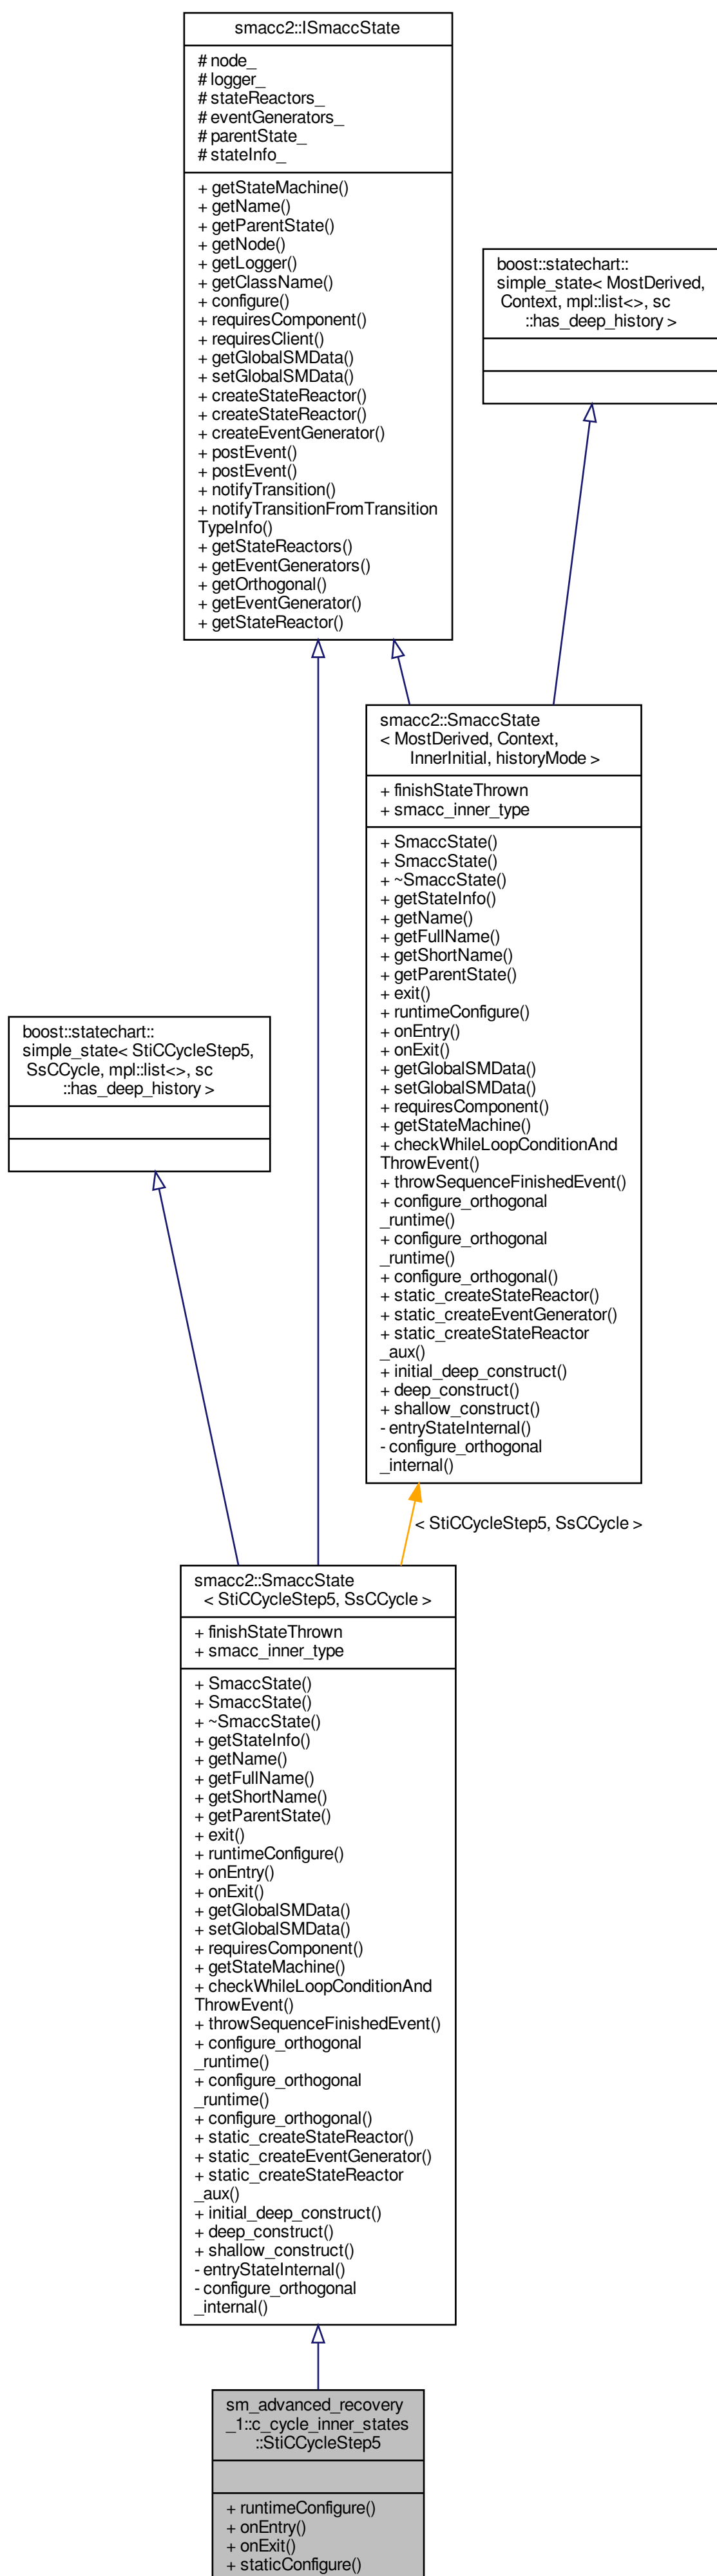 smacc2::ISmaccState
# node_
# logger_
# stateReactors_
# eventGenerators_
# parentState_
# stateInfo_
+ getStateMachine()
+ getName()
+ getParentState()
+ getNode()
+ getLogger()
+ getClassName()
+ configure()
+ requiresComponent()
+ requiresClient()
+ getGlobalSMData()
+ setGlobalSMData()
+ createStateReactor()
+ createStateReactor()
+ createEventGenerator()
+ postEvent()
+ postEvent()
+ notifyTransition()
+ notifyTransitionFromTransition
TypeInfo()
+ getStateReactors()
+ getEventGenerators()
+ getOrthogonal()
+ getEventGenerator()
+ getStateReactor()
boost::statechart::
simple_state< MostDerived,
Context, mpl::list<>, sc
::has_deep_history >
smacc2::SmaccState
< MostDerived, Context,
InnerInitial, historyMode >
+ finishStateThrown
+ smacc_inner_type
+ SmaccState()
+ SmaccState()
+ ~SmaccState()
+ getStateInfo()
+ getName()
+ getFullName()
+ getShortName()
+ getParentState()
+ exit()
+ runtimeConfigure()
+ onEntry()
+ onExit()
+ getGlobalSMData()
+ setGlobalSMData()
+ requiresComponent()
+ getStateMachine()
+ checkWhileLoopConditionAnd
ThrowEvent()
+ throwSequenceFinishedEvent()
+ configure_orthogonal
_runtime()
+ configure_orthogonal
_runtime()
+ configure_orthogonal()
+ static_createStateReactor()
+ static_createEventGenerator()
+ static_createStateReactor
_aux()
+ initial_deep_construct()
+ deep_construct()
+ shallow_construct()
- entryStateInternal()
- configure_orthogonal
_internal()
boost::statechart::
simple_state< StiCCycleStep5,
SsCCycle, mpl::list<>, sc
::has_deep_history >
< StiCCycleStep5, SsCCycle >
smacc2::SmaccState
< StiCCycleStep5, SsCCycle >
+ finishStateThrown
+ smacc_inner_type
+ SmaccState()
+ SmaccState()
+ ~SmaccState()
+ getStateInfo()
+ getName()
+ getFullName()
+ getShortName()
+ getParentState()
+ exit()
+ runtimeConfigure()
+ onEntry()
+ onExit()
+ getGlobalSMData()
+ setGlobalSMData()
+ requiresComponent()
+ getStateMachine()
+ checkWhileLoopConditionAnd
ThrowEvent()
+ throwSequenceFinishedEvent()
+ configure_orthogonal
_runtime()
+ configure_orthogonal
_runtime()
+ configure_orthogonal()
+ static_createStateReactor()
+ static_createEventGenerator()
+ static_createStateReactor
_aux()
+ initial_deep_construct()
+ deep_construct()
+ shallow_construct()
- entryStateInternal()
- configure_orthogonal
_internal()
sm_advanced_recovery
_1::c_cycle_inner_states
::StiCCycleStep5
+ runtimeConfigure()
+ onEntry()
+ onExit()
+ staticConfigure()